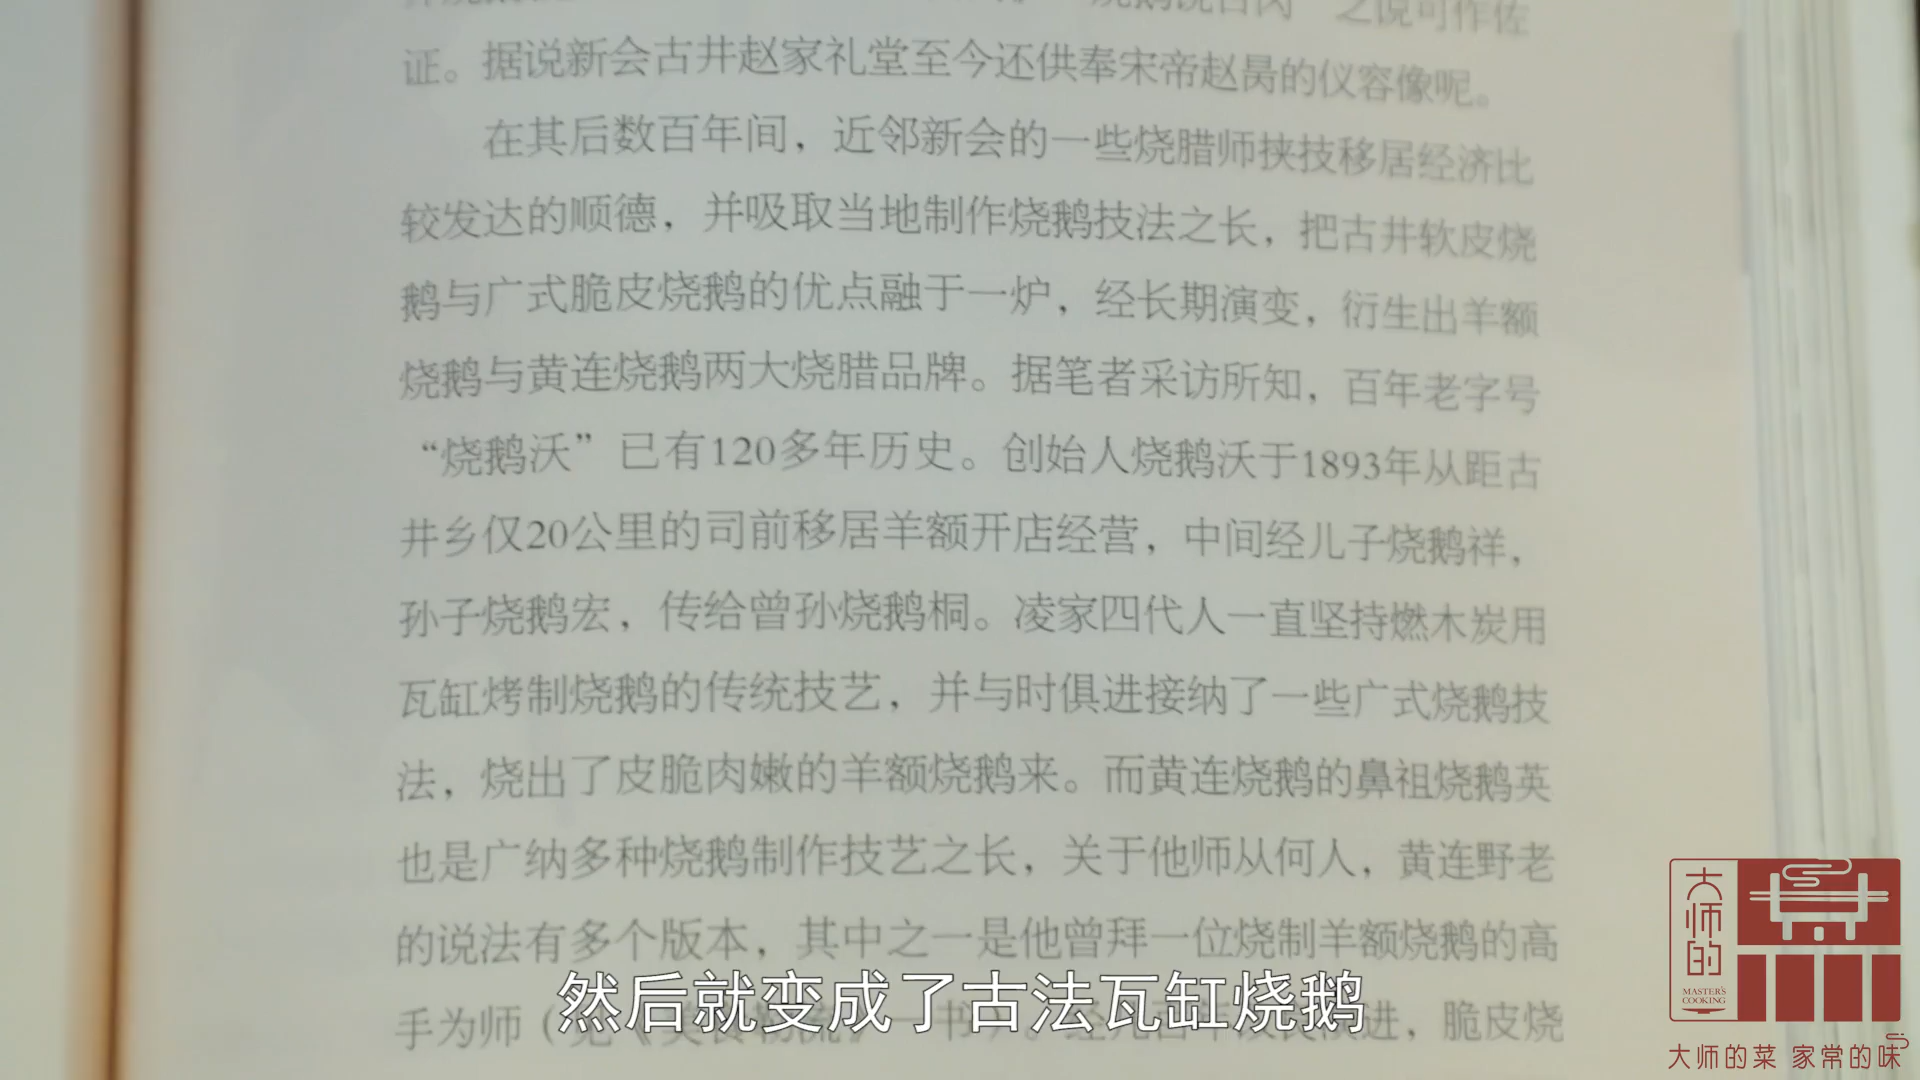 之说可作佐
证。据说新会古井赵家礼堂至今还供奉宋帝赵昺的仪容像呢。
在其后数百年间，近邻新会的一些烧腊师挟技移居经济比
较发达的顺德，并吸取当地制作烧鹅技法之长，把古井软皮烧
鹅与广式脆皮烧鹅的优点融于一炉，经长期演变，衍生出羊额
烧鹅与黄连烧鹅两大烧腊品牌。据笔者采访所知，百年老字号
“烧鹅沃”已有120多年历史。创始人烧鹅沃于1893年从距古
井乡仅20公里的司前移居羊额开店经营，中间经儿子烧鹅祥，
孙子烧鹅宏，传给曾孙烧鹅桐。凌家四代人一直坚持燃木炭用
瓦缸烤制烧鹅的传统技艺，并与时俱进接纳了一些广式烧鹅技
法，烧出了皮脆肉嫩的羊额烧鹅来。而黄连烧鹅的鼻祖烧鹅英
也是广纳多种烧鹅制作技艺之长，关于他师从何人，黄连野老
的说法有多个版本，其中之一是他曾拜一位烧制羊额烧鹅的高
手为师（
进，脆皮烧
然后就变成了古法瓦缸烧鹅
大师的
MASTER'S
COOKING
大师的菜 家常的味